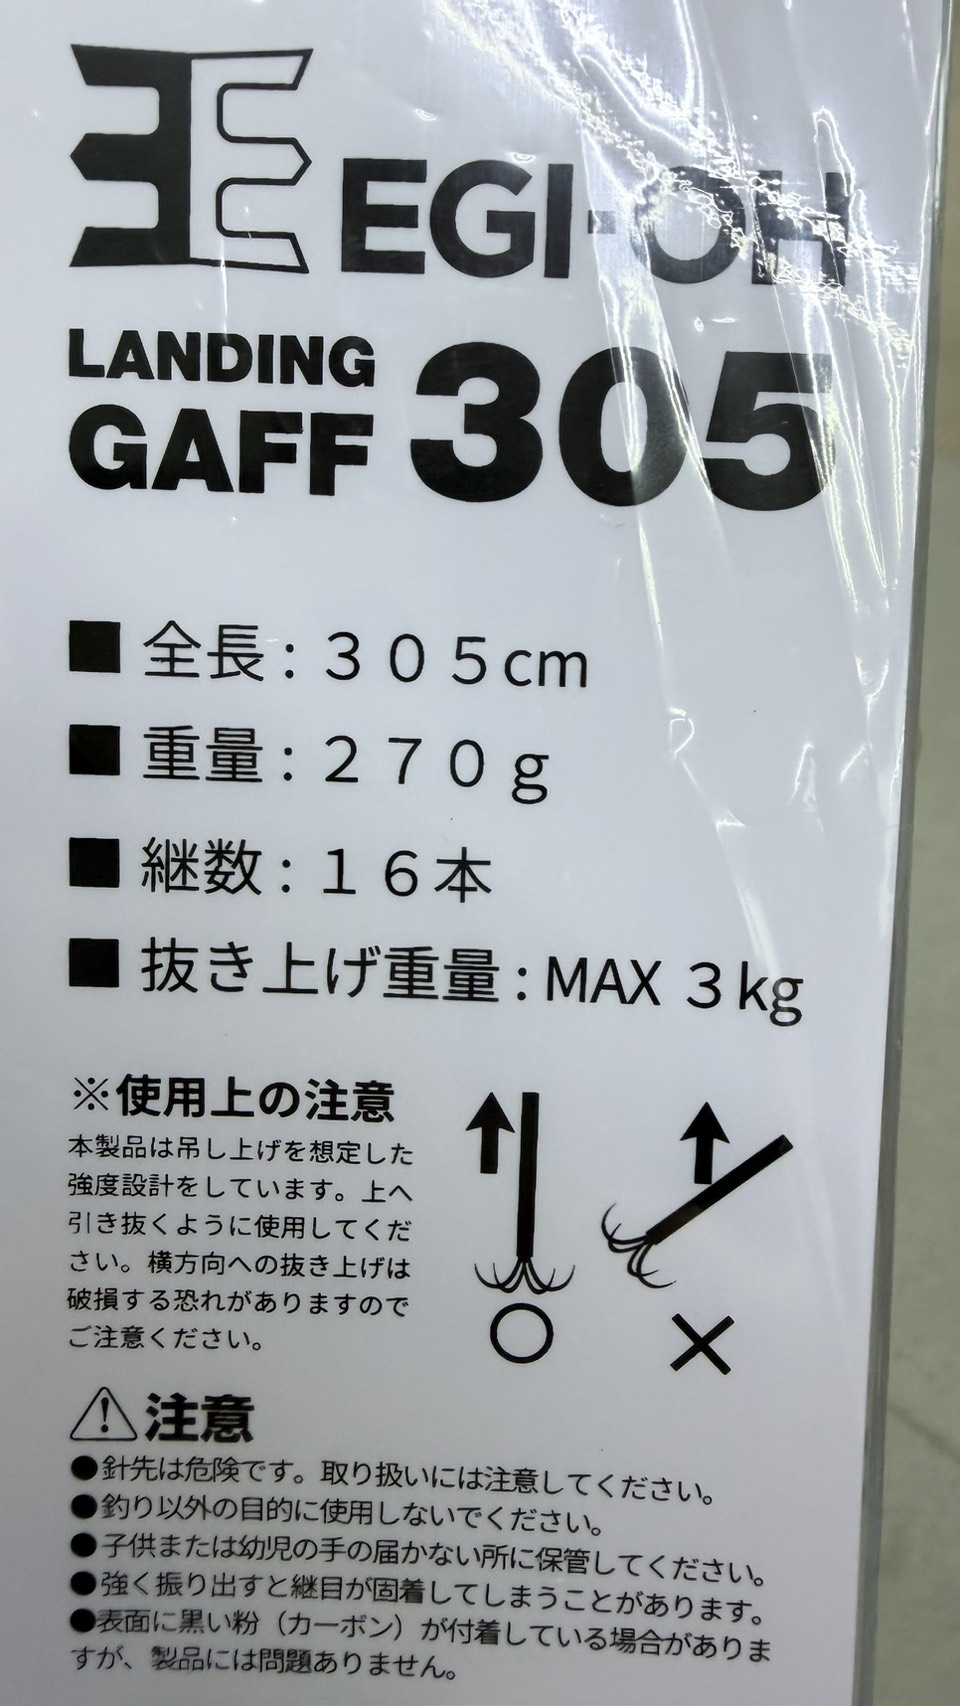 EGI-OH
LANDING
GAFF 305
■ 全長:305cm
■ 重量:270g
■ 継数:16本
■ 抜き上げ重量:MAX 3kg
※使用上の注意
本製品は吊し上げを想定した
強度設計をしています。上へ
引き抜くように使用してくだ
さい。横方向への抜き上げは
破損する恐れがありますので
ご注意ください。
注意
●針先は危険です。取り扱いには注意してください。
●釣り以外の目的に使用しないでください。
●子供または幼児の手の届かない所に保管してください。
●強く振り出すと継目が固着してしまうことがあります。
●表面に黒い粉（カーボン）が付着している場合がありま
すが、製品には問題ありません。